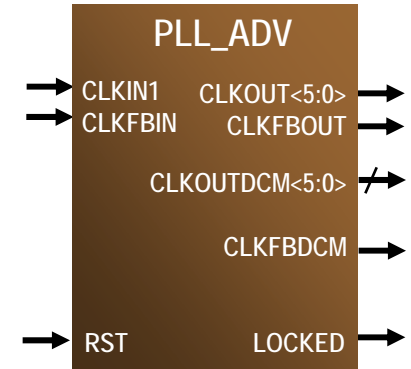 PLL_ADV
CLKIN1 CLKOUT<5:0>
CLKFBIN CLKFBOUT
CLKOUTDCM<5:0>
CLKFBDCM
RST LOCKED